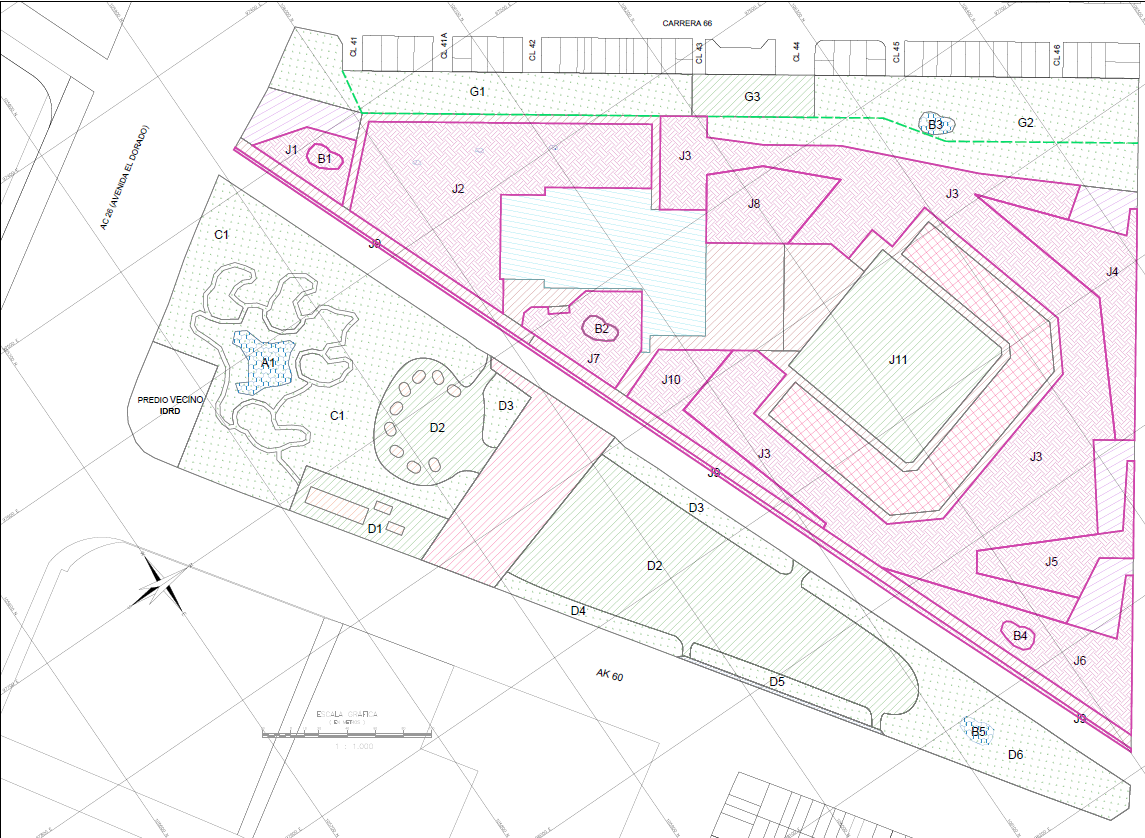 CARRERA 66
CL 41
CL 41A
CL 42
CL 43
CL 44
CL 45
CL 46
G1
G3
B3
G2
AC 26 (AVENIDA EL DORADO)
J1
B1
J3
J2
J8
J3
C1
J9
J4
B2
J7
J11
A1
J10
PREDIO VECINO
IDRD
C1
D2
D3
J3
J3
J9
D3
D1
D2
J5
D4
B4
J6
AK 60
D5
J9
ESCALA GRAFICA
( EN METROS )
1 : 1.000
B5
D6